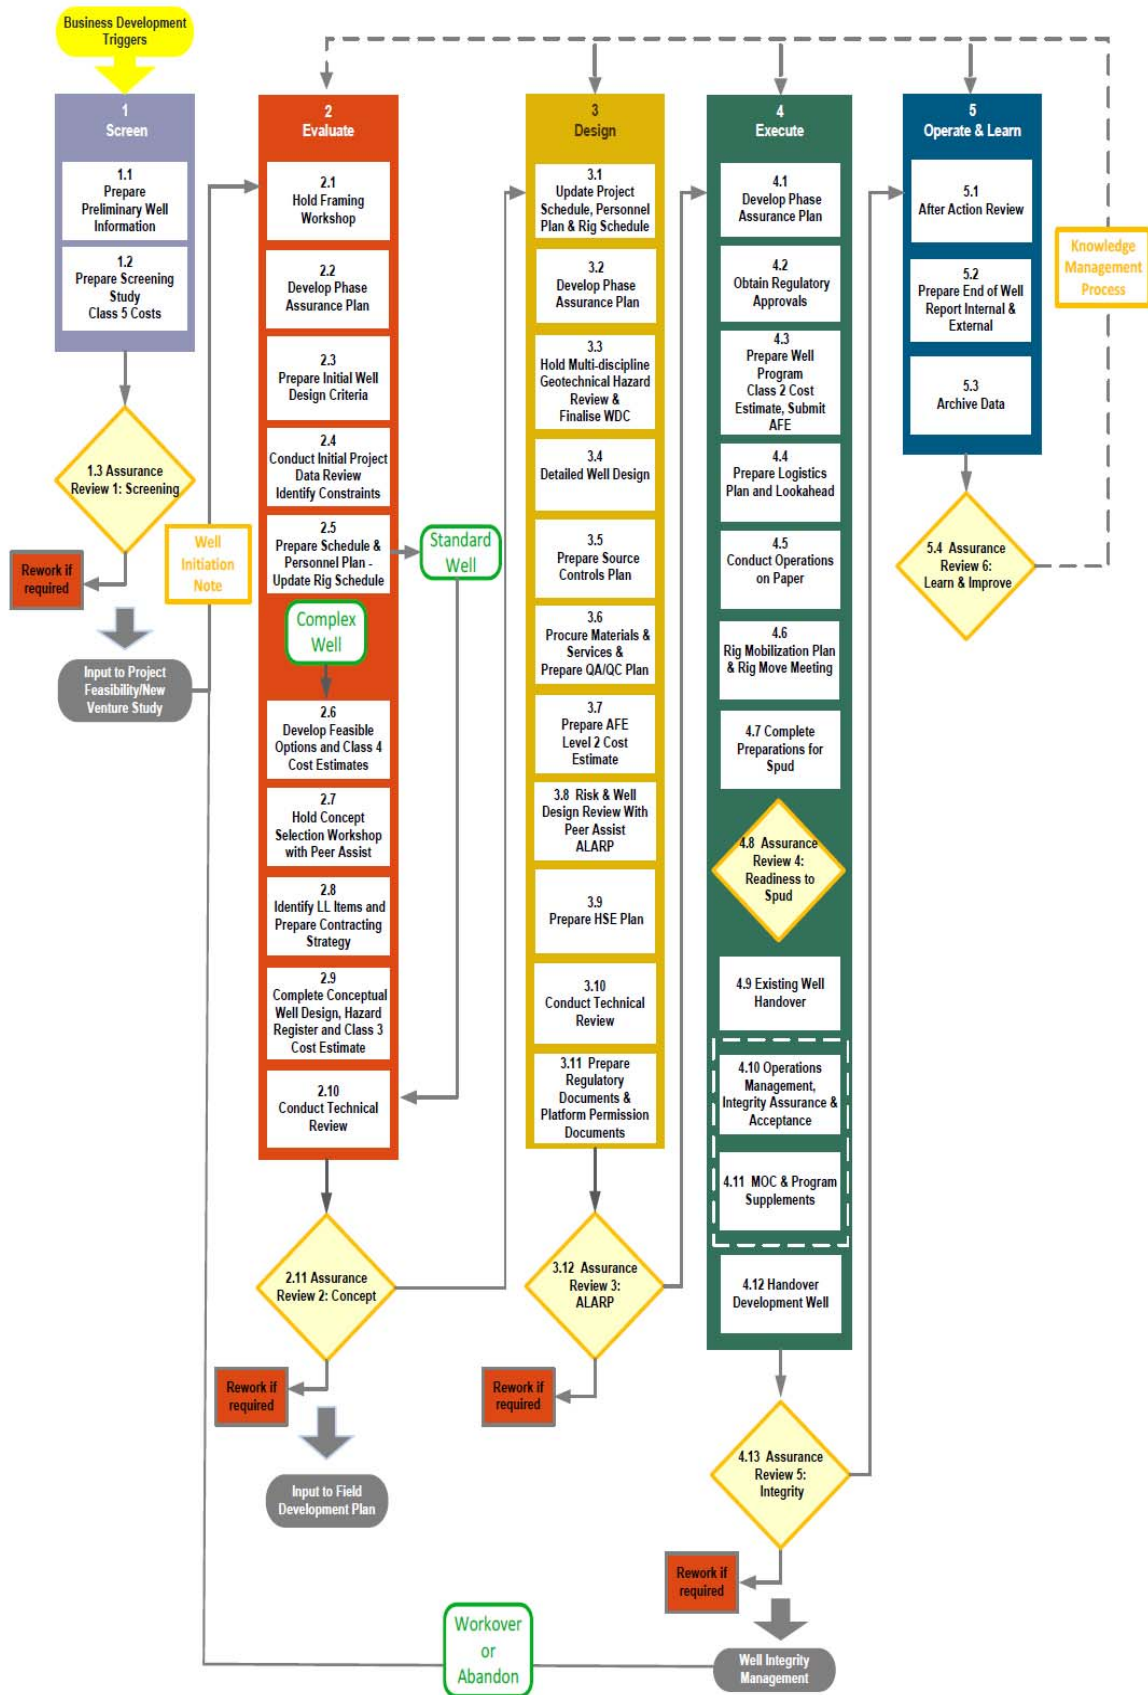 Business Development
Triggers
1
Screen
1.1
Prepare
Preliminary Well
Information
1.2
Prepare Screening
Study
Class 5 Costs
1.3 Assurance
Review 1: Screening
Rework if
required
Input to Project
Feasibility/New
Venture Study
Well
Initiation
Note
2
Evaluate
2.1
Hold Framing
Workshop
2.2
Develop Phase
Assurance Plan
2.3
Prepare Initial Well
Design Criteria
2.4
Conduct Initial Project
Data Review
Identify Constraints
2.5
Prepare Schedule &
Personnel Plan -
Update Rig Schedule
Standard
Well
Complex
Well
2.6
Develop Feasible
Options and Class 4
Cost Estimates
2.7
Hold Concept
Selection Workshop
with Peer Assist
2.8
Identify LL Items and
Prepare Contracting
Strategy
2.9
Complete Conceptual
Well Design, Hazard
Register and Class 3
Cost Estimate
2.10
Conduct Technical
Review
2.11 Assurance
Review 2: Concept
Rework if
required
Input to Field
Development Plan
3
Design
3.1
Update Project
Schedule, Personnel
Plan & Rig Schedule
3.2
Develop Phase
Assurance Plan
3.3
Hold Multi-discipline
Geotechnical Hazard
Review &
Finalise WDC
3.4
Detailed Well Design
3.5
Prepare Source
Controls Plan
3.6
Procure Materials &
Services &
Prepare QA/QC Plan
3.7
Prepare AFE
Level 2 Cost
Estimate
3.8 Risk & Well
Design Review With
Peer Assist
ALARP
3.9
Prepare HSE Plan
3.10
Conduct Technical
Review
3.11 Prepare
Regulatory
Documents &
Platform Permission
Documents
3.12 Assurance
Review 3:
ALARP
Rework if
required
4
Execute
4.1
Develop Phase
Assurance Plan
4.2
Obtain Regulatory
Approvals
4.3
Prepare Well
Program
Class 2 Cost
Estimate, Submit
AFE
4.4
Prepare Logistics
Plan and Lookahead
4.5
Conduct Operations
on Paper
4.6
Rig Mobilization Plan
& Rig Move Meeting
4.7 Complete
Preparations for
Spud
4.8 Assurance
Review 4:
Readiness to
Spud
4.9 Existing Well
Handover
4.10 Operations
Management,
Integrity Assurance &
Acceptance
4.11 MOC & Program
Supplements
4.12 Handover
Development Well
4.13 Assurance
Review 5:
Integrity
Rework if
required
Well Integrity
Management
Workover
or
Abandon
5
Operate & Learn
5.1
After Action Review
5.2
Prepare End of Well
Report Internal &
External
5.3
Archive Data
5.4 Assurance
Review 6:
Learn & Improve
Knowledge
Management
Process